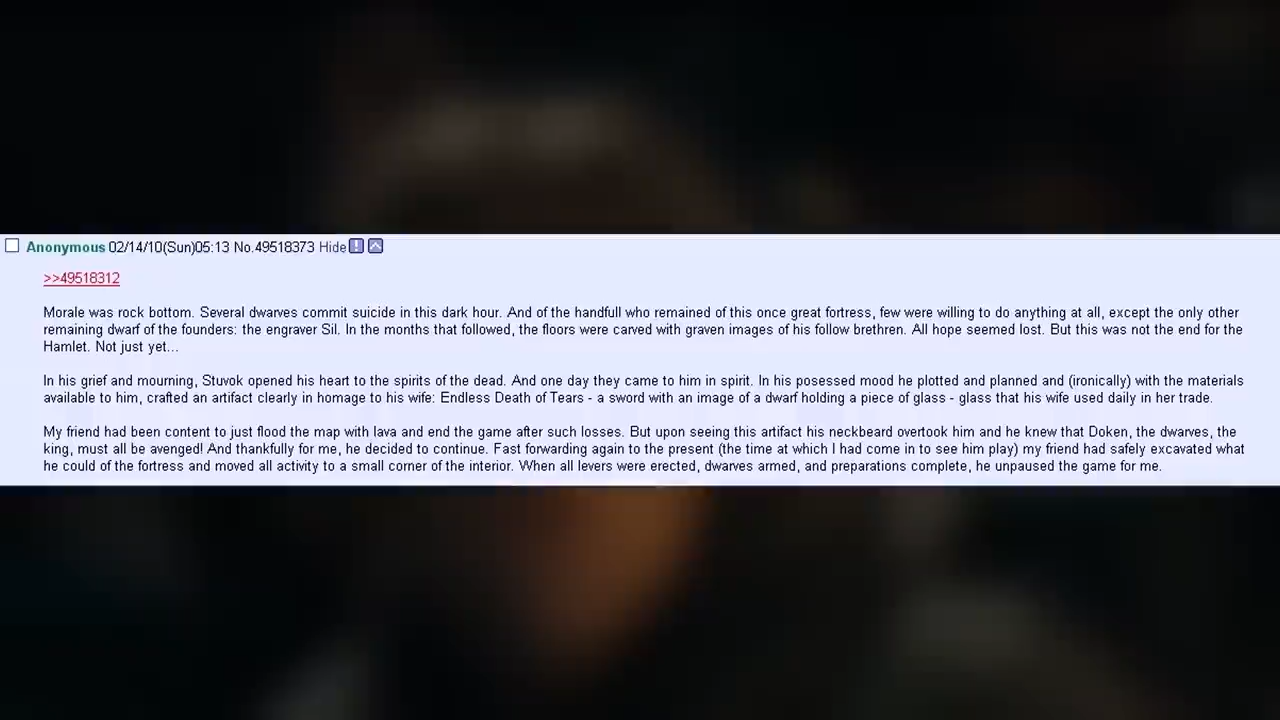 Anonymous 02/14/10(Sun)05:13 No.49518373 Hide
>>49518312
Morale was rock bottom. Several dwarves commit suicide in this dark hour. And of the handfull who remained of this once great fortress, few were willing to do anything at all, except the only other
remaining dwarf of the founders: the engraver Sil. In the months that followed, the floors were carved with graven images of his follow brethren. All hope seemed lost. But this was not the end for the
Hamlet. Not just yet...
In his grief and mourning, Stuvok opened his heart to the spirits of the dead. And one day they came to him in spirit. In his posessed mood he plotted and planned and (ironically) with the materials
available to him, crafted an artifact clearly in homage to his wife: Endless Death of Tears - a sword with an image of a dwarf holding a piece of glass - glass that his wife used daily in her trade.
My friend had been content to just flood the map with lava and end the game after such losses. But upon seeing this artifact his neckbeard overtook him and he knew that Doken, the dwarves, the
king, must all be avenged! And thankfully for me, he decided to continue. Fast forwarding again to the present (the time at which I had come in to see him play) my friend had safely excavated what
he could of the fortress and moved all activity to a small corner of the interior. When all levers were erected, dwarves armed, and preparations complete, he unpaused the game for me.